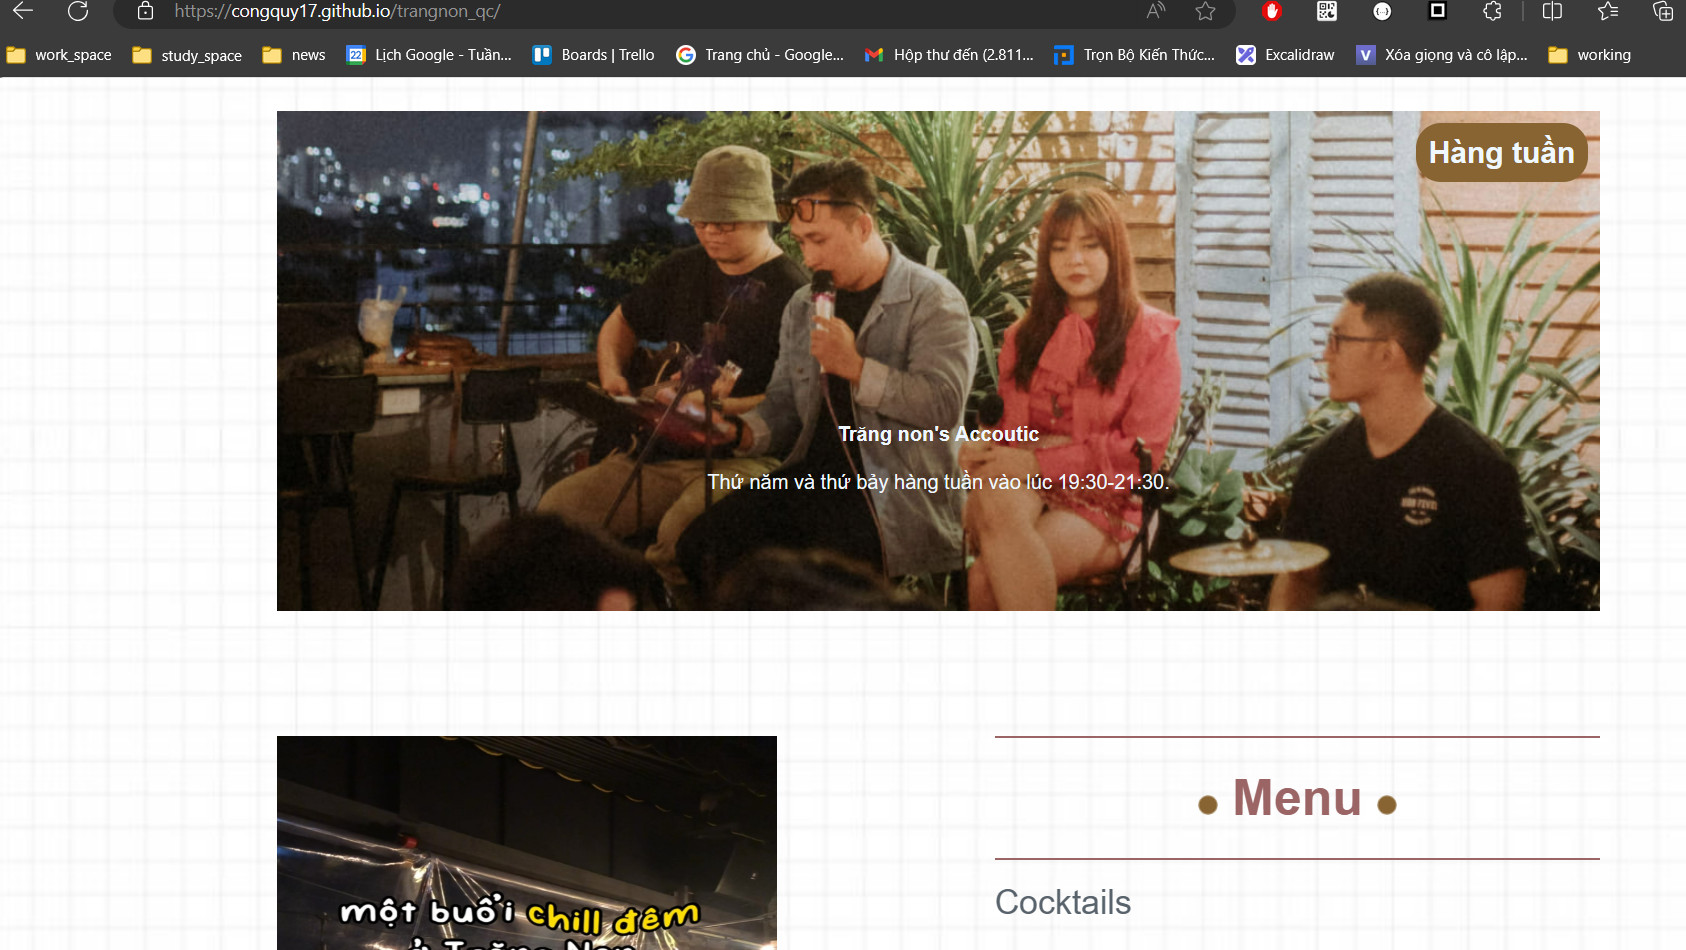 https://congquy17.github.io/trangnon_qc/
work_space study_space news Lịch Google - Tuần... Boards | Trello Trang chủ - Google... Hộp thư đến (2.811... Trọn Bộ Kiến Thức... Excalidraw Xóa giọng và cô lập... working
Hàng tuần
Trăng non's Accoutic
Thứ năm và thứ bảy hàng tuần vào lúc 19:30-21:30.
Menu
Cocktails
một buổi chill đêm
ở Trăng Non